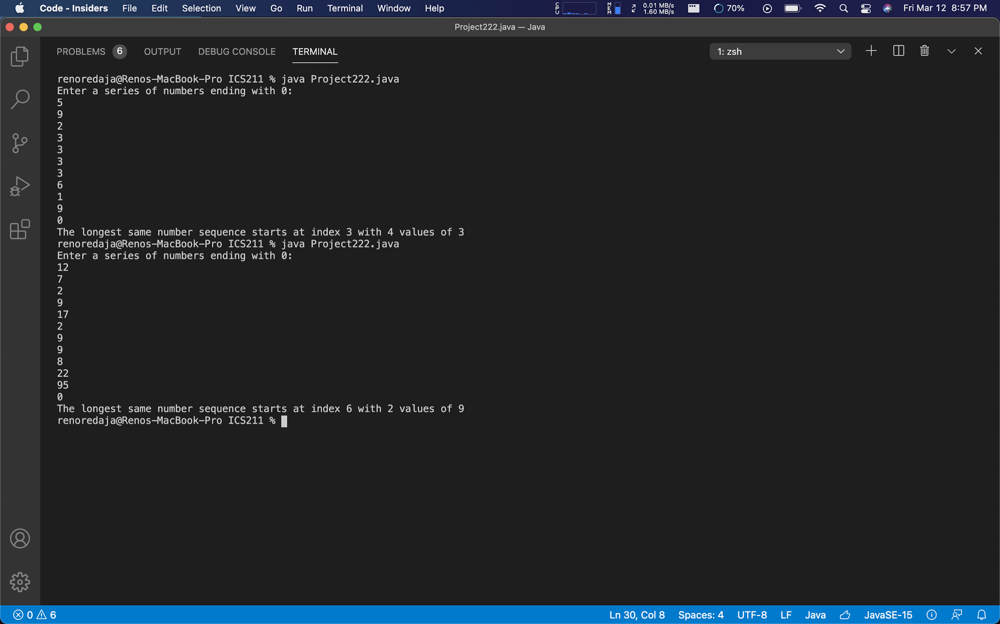 Code - Insiders File Edit Selection View Go Run Terminal Window Help CPU MEM 0.01 MB/s 1.60 MB/s 70% Fri Mar 12 8:57 PM
Project222.java — Java
PROBLEMS 6 OUTPUT DEBUG CONSOLE TERMINAL 1: zsh
renoredaja@Renos-MacBook-Pro ICS211 % java Project222.java
Enter a series of numbers ending with 0:
5
9
2
3
3
3
3
6
1
9
0
The longest same number sequence starts at index 3 with 4 values of 3
renoredaja@Renos-MacBook-Pro ICS211 % java Project222.java
Enter a series of numbers ending with 0:
12
7
2
9
17
2
9
9
8
22
95
0
The longest same number sequence starts at index 6 with 2 values of 9
renoredaja@Renos-MacBook-Pro ICS211 %
0 6 Ln 30, Col 8 Spaces: 4 UTF-8 LF Java JavaSE-15